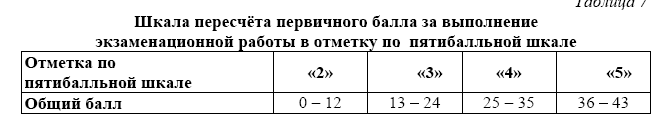 Таблица 7
Шкала пересчёта первичного балла за выполнение
экзаменационной работы в отметку по пятибалльной шкале
Отметка по
пятибалльной шкале
«2» «3» «4» «5»
Общий балл 0 – 12 13 – 24 25 – 35 36 – 43